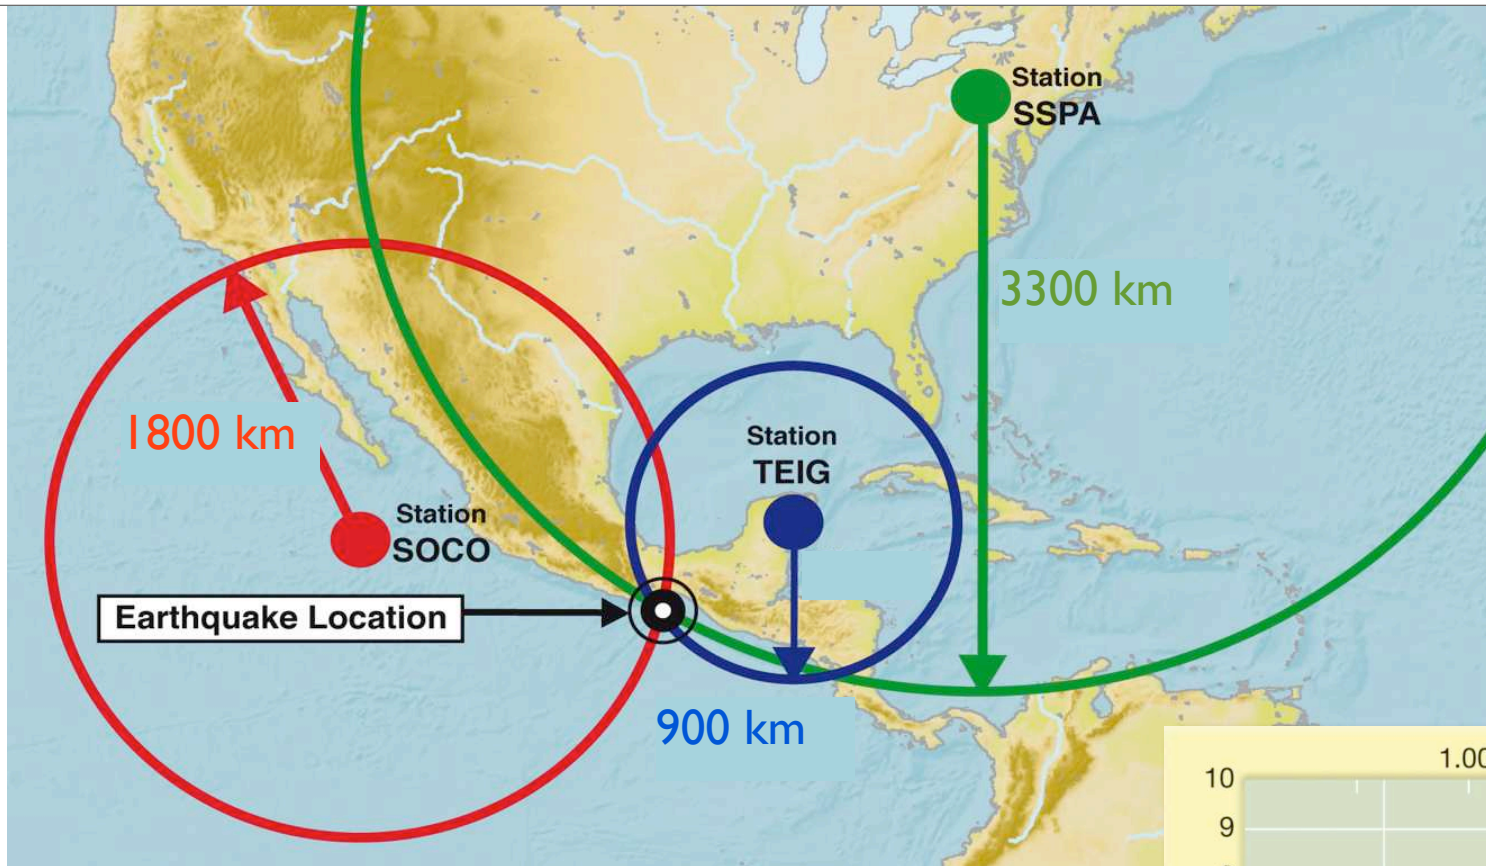 Station
SSPA
3300 km
1800 km
Station
TEIG
Station
SOCO
Earthquake Location
900 km
1.00
10
9